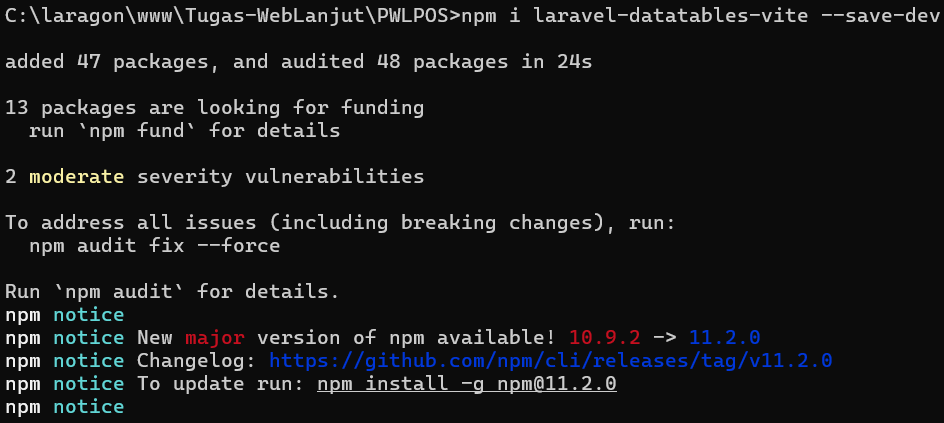 C:\laragon\www\Tugas-WebLanjut\PWLPOS>npm i laravel-datatables-vite --save-dev
added 47 packages, and audited 48 packages in 24s
13 packages are looking for funding
  run `npm fund` for details
2 moderate severity vulnerabilities
To address all issues (including breaking changes), run:
  npm audit fix --force
Run `npm audit` for details.
npm notice
npm notice New major version of npm available! 10.9.2 -> 11.2.0
npm notice Changelog: https://github.com/npm/cli/releases/tag/v11.2.0
npm notice To update run: npm install -g npm@11.2.0
npm notice